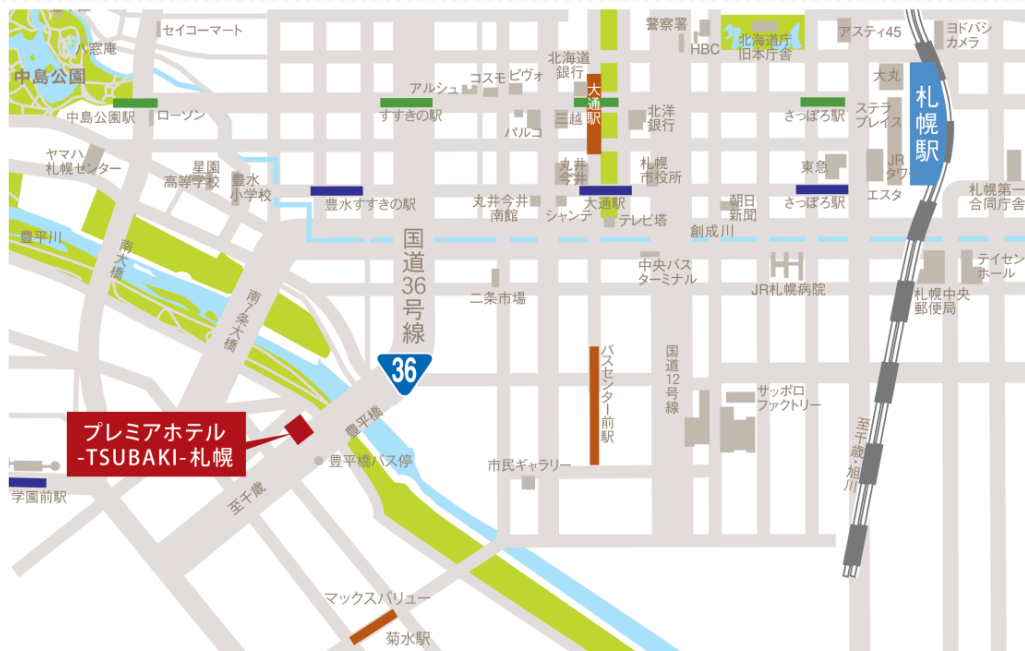 セイコーマート
八窓庵
中島公園
中島公園駅
ローソン
アルシュ
コスモ
ピヴォ
すすきの駅
パルコ
北海道
銀行
三越
大通駅
警察署
HBC
北海道庁
旧本庁舎
北洋
銀行
アスティ45
ヨドバシ
カメラ
大丸
ステラ
プレイス
さっぽろ駅
札幌駅
ヤマハ
札幌センター
星園
高等学校
豊水
小学校
豊水すすきの駅
丸井今井
南館
丸井
今井
シャンテ
大通駅
テレビ塔
札幌
市役所
朝日
新聞
東急
さっぽろ駅
JR
タワー
エスタ
札幌第一
合同庁舎
創成川
豊平川
南大橋
南7条大橋
国道36号線
36
二条市場
中央バス
ターミナル
JR札幌病院
札幌中央
郵便局
テイセン
ホール
バスセンター前駅
国道12号線
サッポロ
ファクトリー
至千歳・旭川
プレミアホテル
-TSUBAKI-札幌
豊平橋
豊平橋バス停
至千歳
学園前駅
市民ギャラリー
マックスバリュー
菊水駅